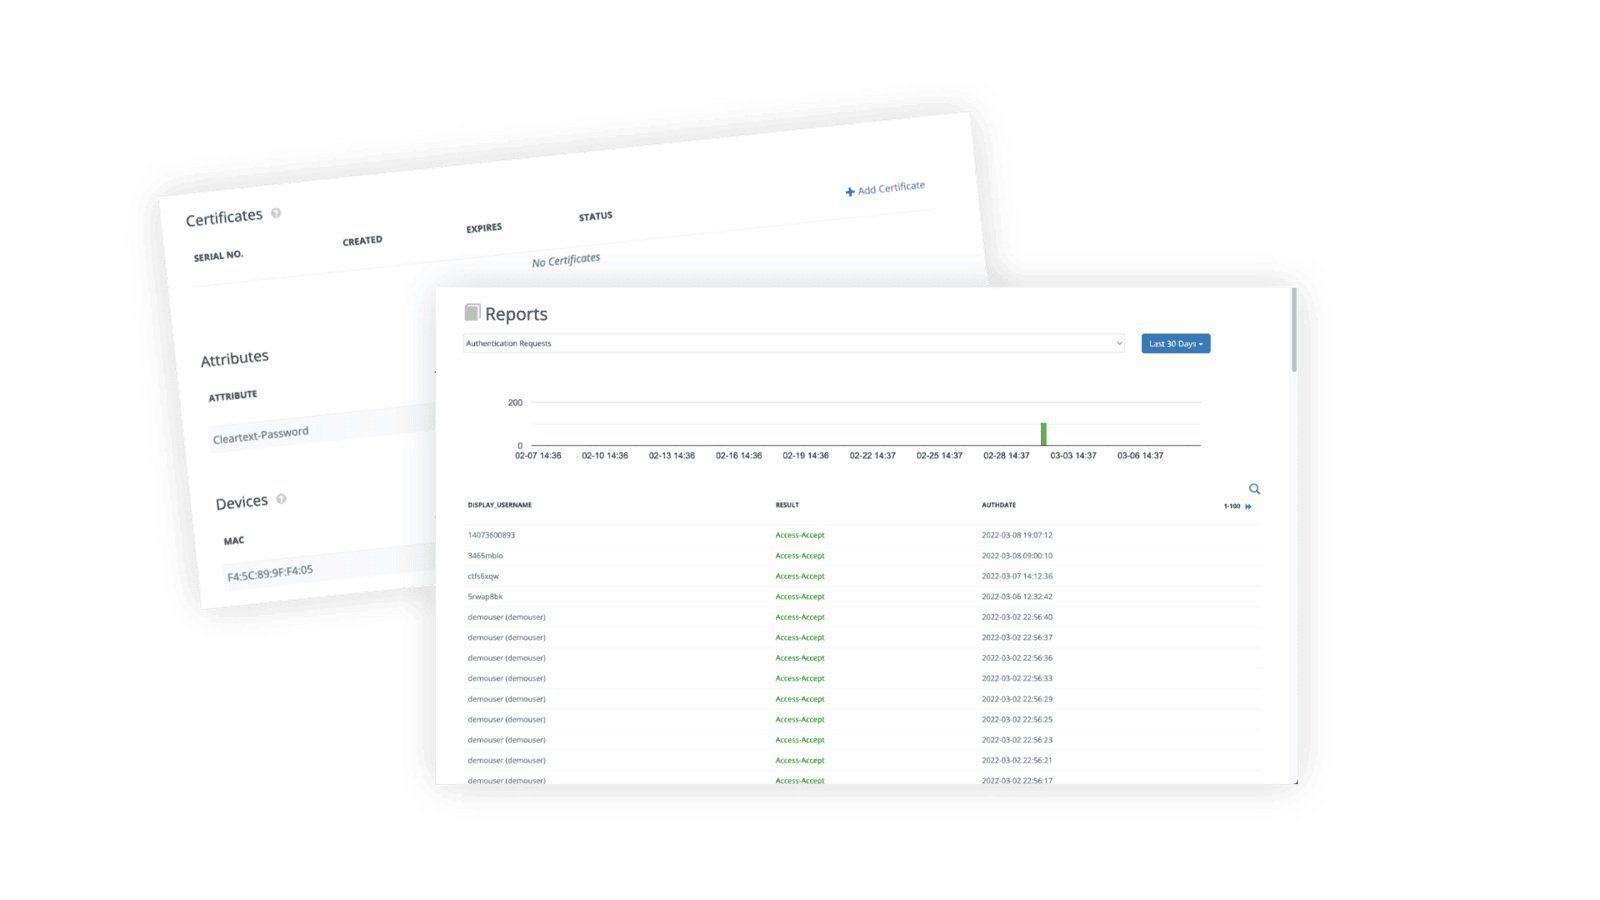 Certificates ?
+ Add Certificate
SERIAL NO. CREATED EXPIRES STATUS
No Certificates
Attributes
ATTRIBUTE
Cleartext-Password
Devices ?
MAC
F4:5C:89:9F:F4:05
Reports
Authentication Requests
Last 30 Days
200
0
02-07 14:36 02-10 14:36 02-13 14:36 02-16 14:36 02-19 14:36 02-22 14:37 02-25 14:37 02-28 14:37 03-03 14:37 03-06 14:37
DISPLAY_USERNAME RESULT AUTHDATE 1-100
14073600893 Access-Accept 2022-03-08 19:07:12
3465mblo Access-Accept 2022-03-08 09:00:10
ctfs6xqw Access-Accept 2022-03-07 14:12:36
5rwap8bk Access-Accept 2022-03-06 12:32:42
demouser (demouser) Access-Accept 2022-03-02 22:56:40
demouser (demouser) Access-Accept 2022-03-02 22:56:37
demouser (demouser) Access-Accept 2022-03-02 22:56:36
demouser (demouser) Access-Accept 2022-03-02 22:56:33
demouser (demouser) Access-Accept 2022-03-02 22:56:29
demouser (demouser) Access-Accept 2022-03-02 22:56:25
demouser (demouser) Access-Accept 2022-03-02 22:56:23
demouser (demouser) Access-Accept 2022-03-02 22:56:21
demouser (demouser) Access-Accept 2022-03-02 22:56:17